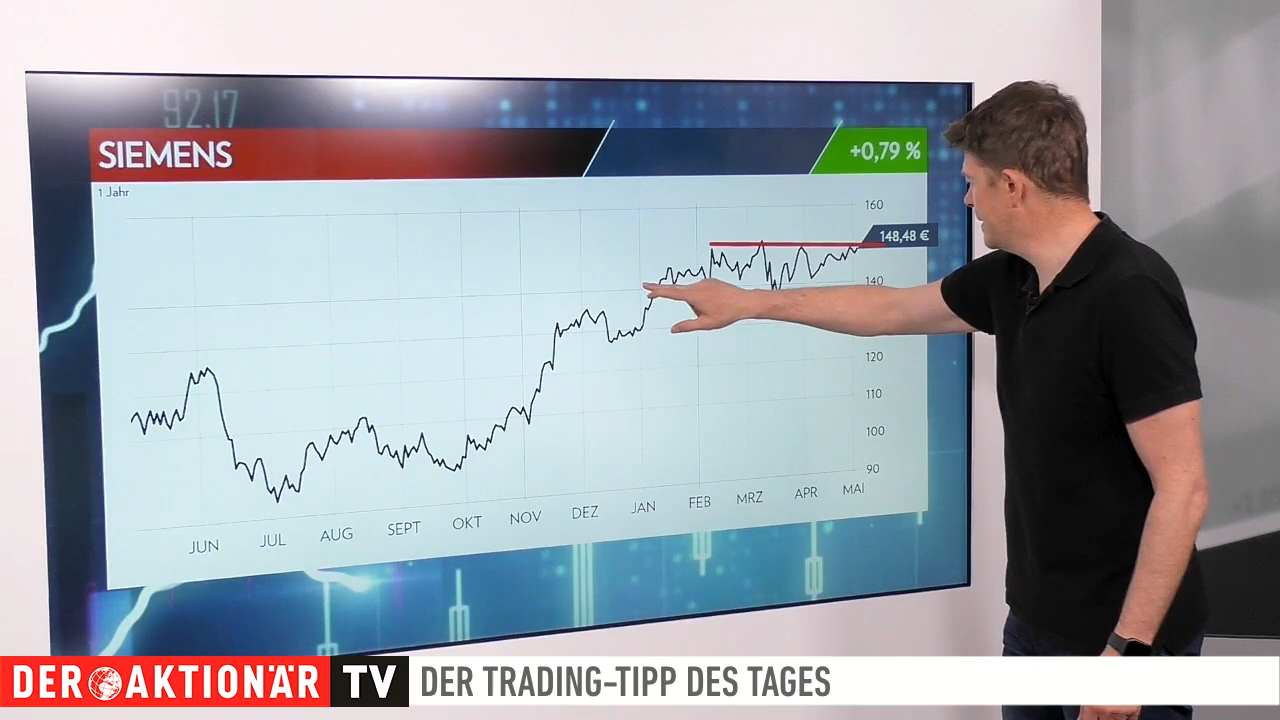 92.17
SIEMENS
+0,79 %
1 Jahr
160
148,48 €
140
120
110
100
90
JUN JUL AUG SEPT OKT NOV DEZ JAN FEB MRZ APR MAI
DER AKTIONÄR TV DER TRADING-TIPP DES TAGES